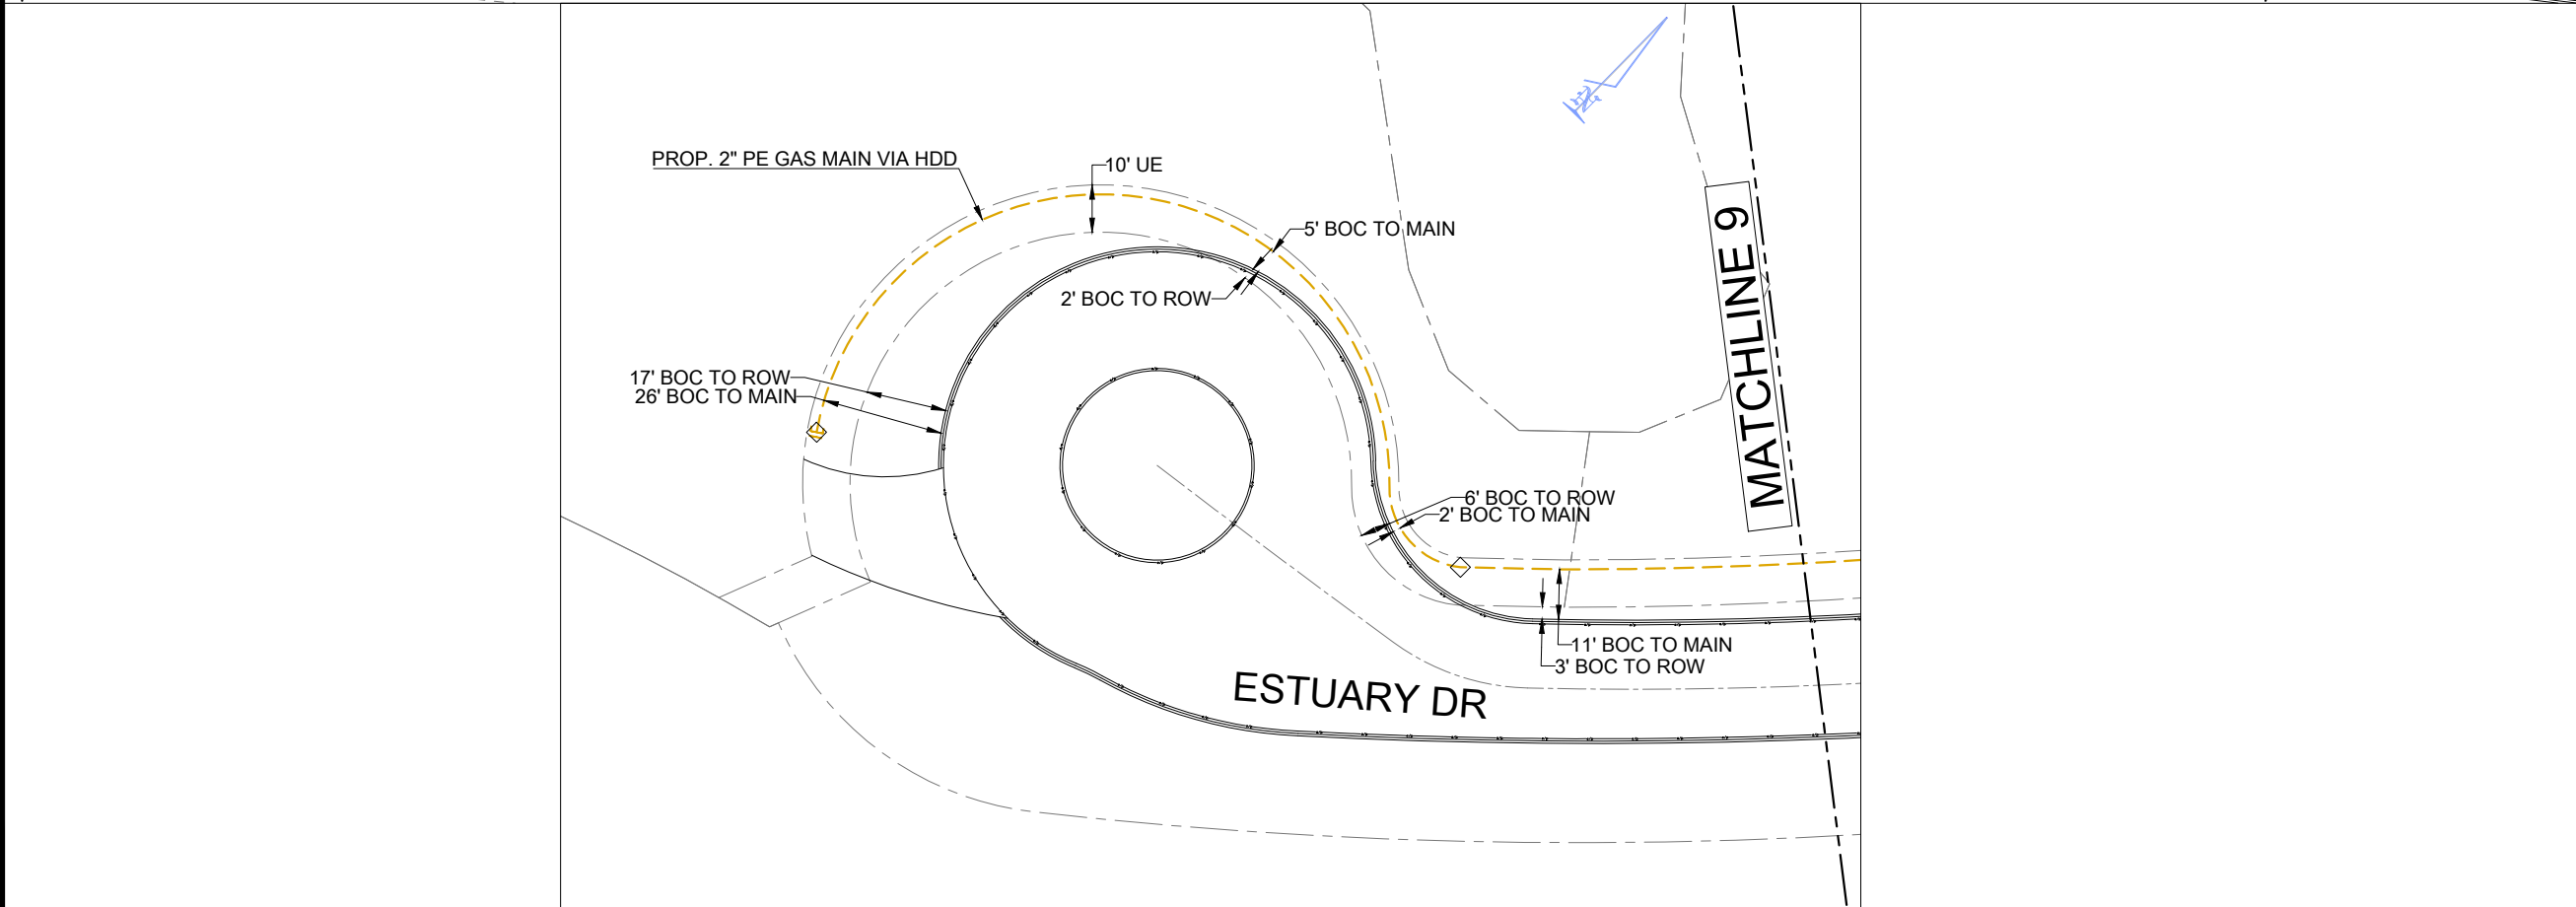 PROP. 2" PE GAS MAIN VIA HDD
10' UE
5' BOC TO MAIN
2' BOC TO ROW
MATCHLINE 9
17' BOC TO ROW
26' BOC TO MAIN
6' BOC TO ROW
2' BOC TO MAIN
11' BOC TO MAIN
3' BOC TO ROW
ESTUARY DR